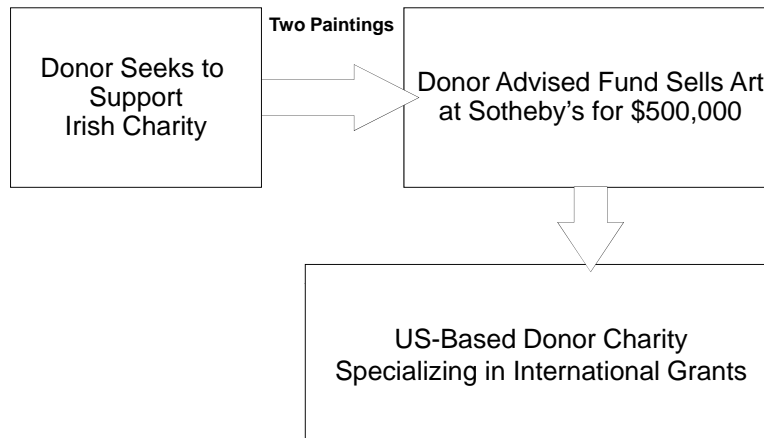 Two Paintings
Donor Seeks to
Support
Irish Charity
Donor Advised Fund Sells Art
at Sotheby’s for $500,000
US-Based Donor Charity
Specializing in International Grants